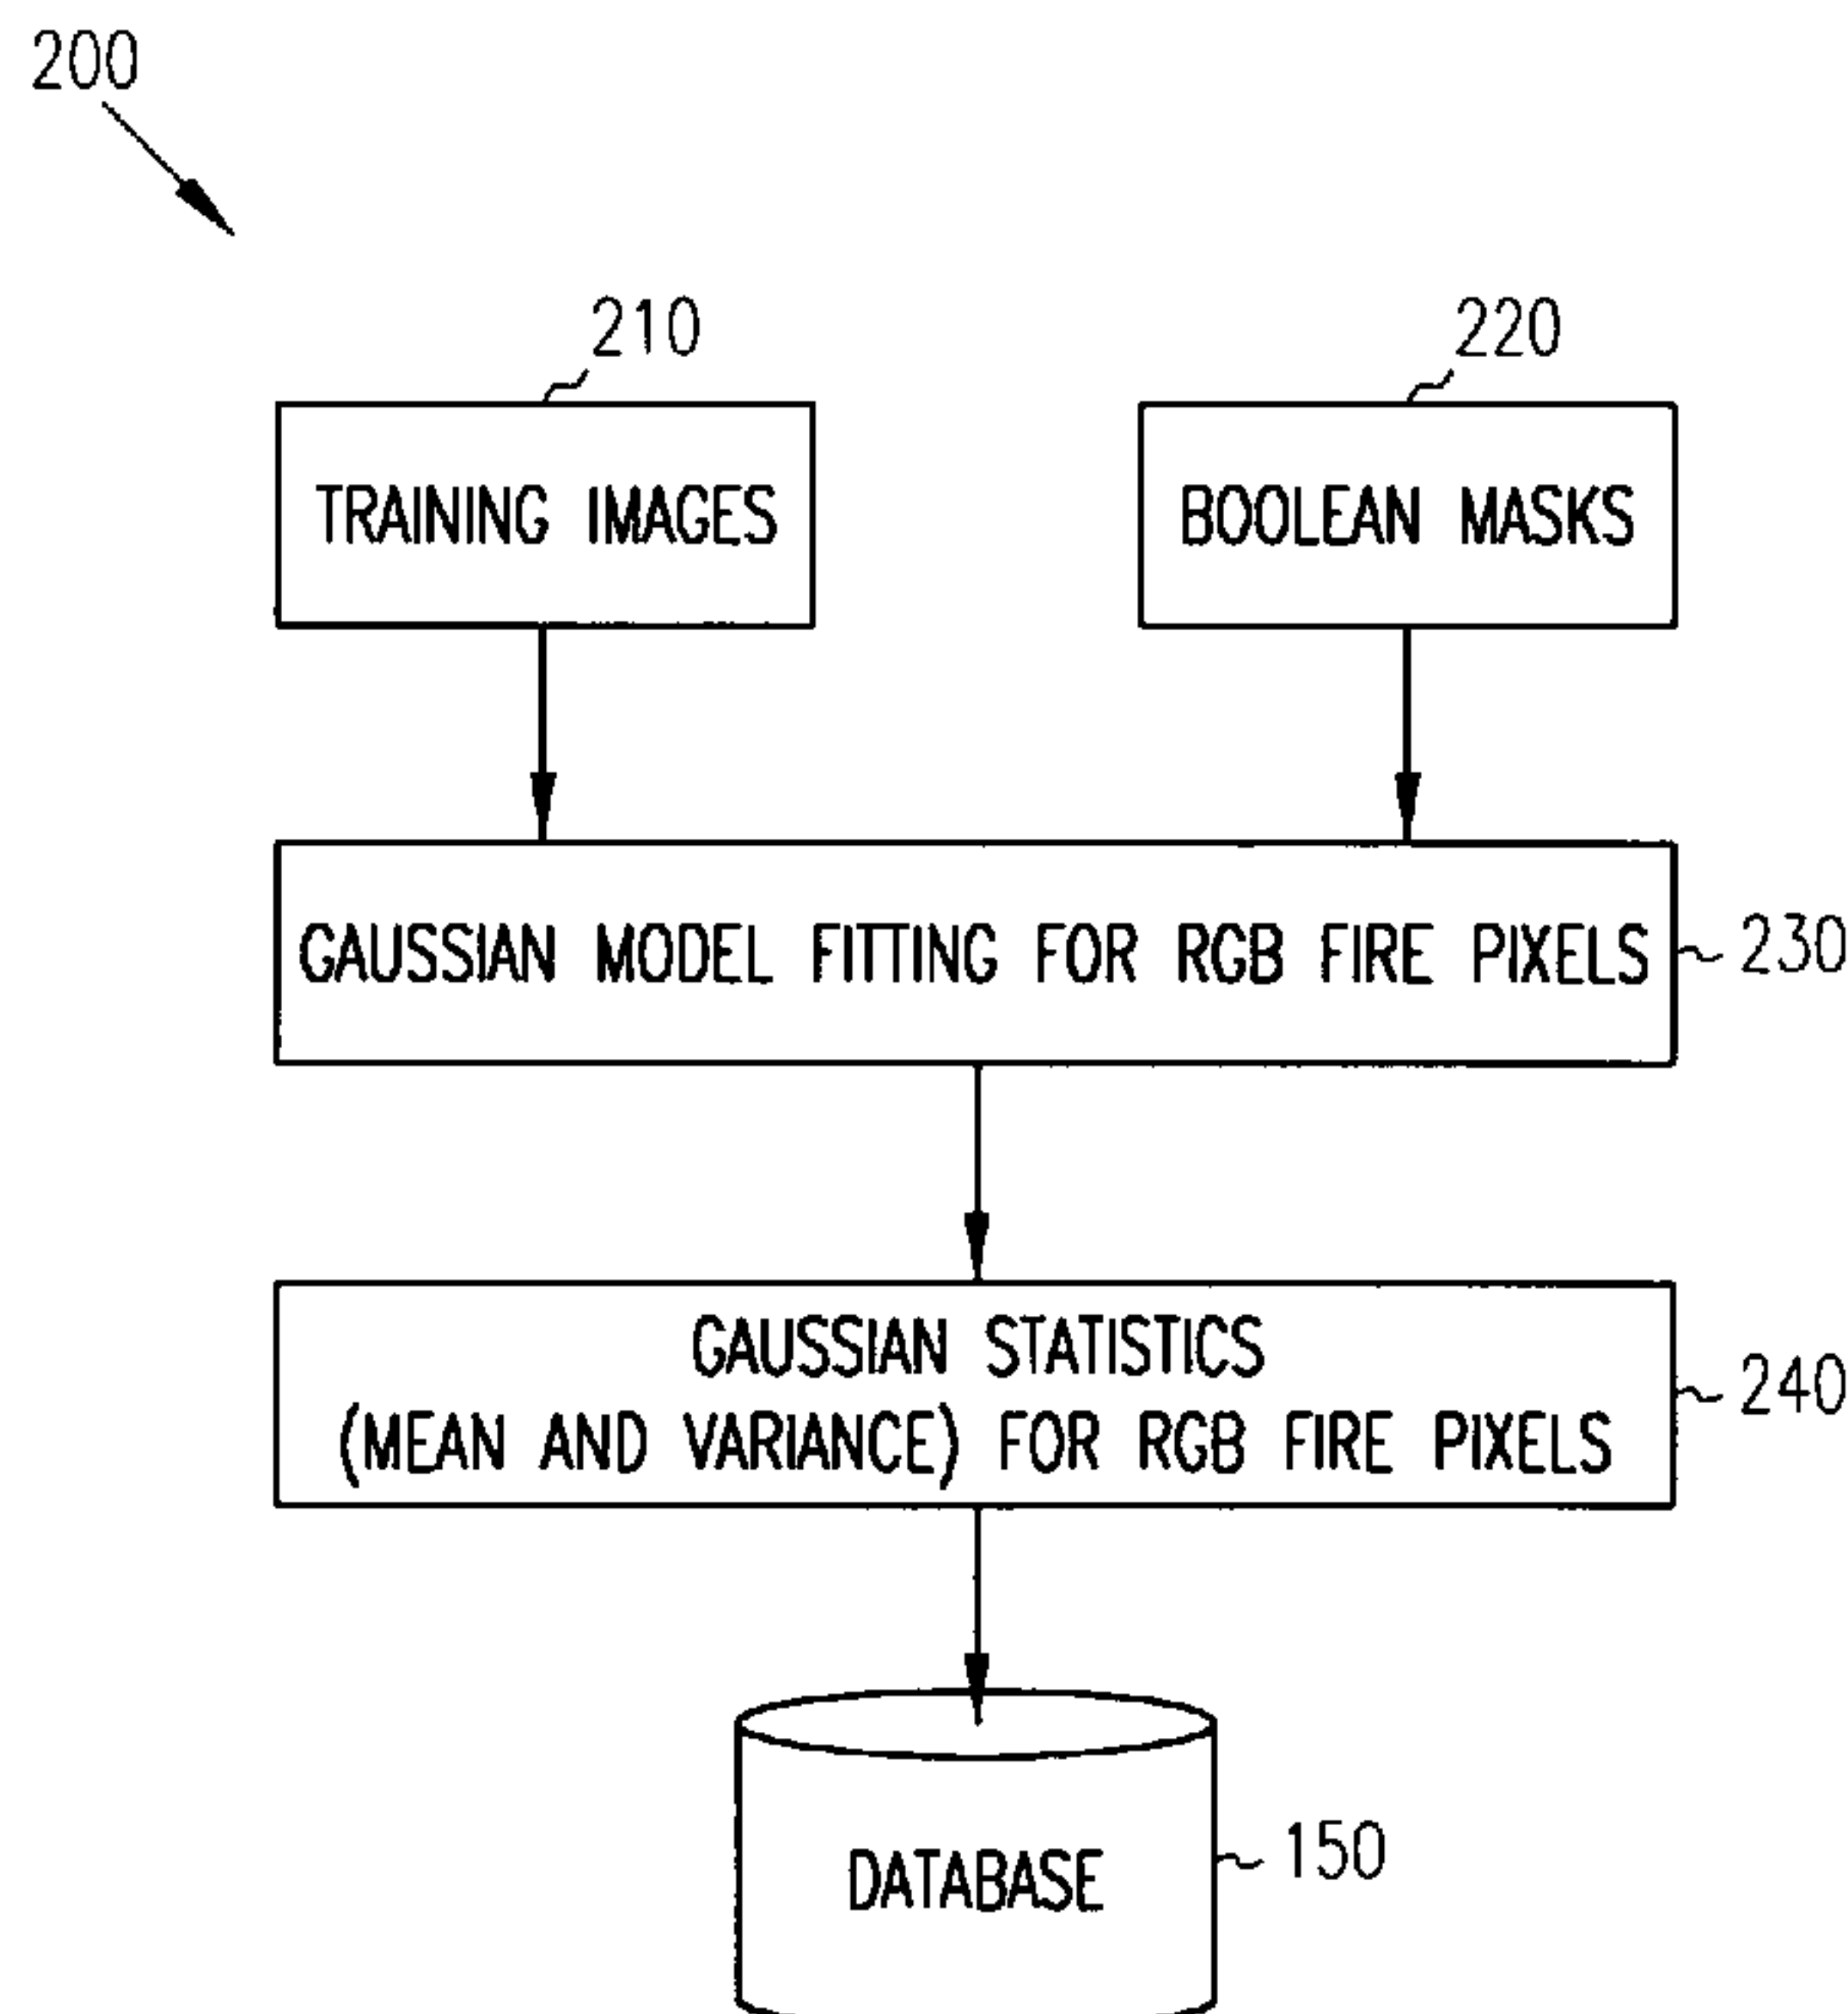 200
210
220
TRAINING IMAGES
BOOLEAN MASKS
GAUSSIAN MODEL FITTING FOR RGB FIRE PIXELS
230
GAUSSIAN STATISTICS
(MEAN AND VARIANCE) FOR RGB FIRE PIXELS
240
DATABASE
150